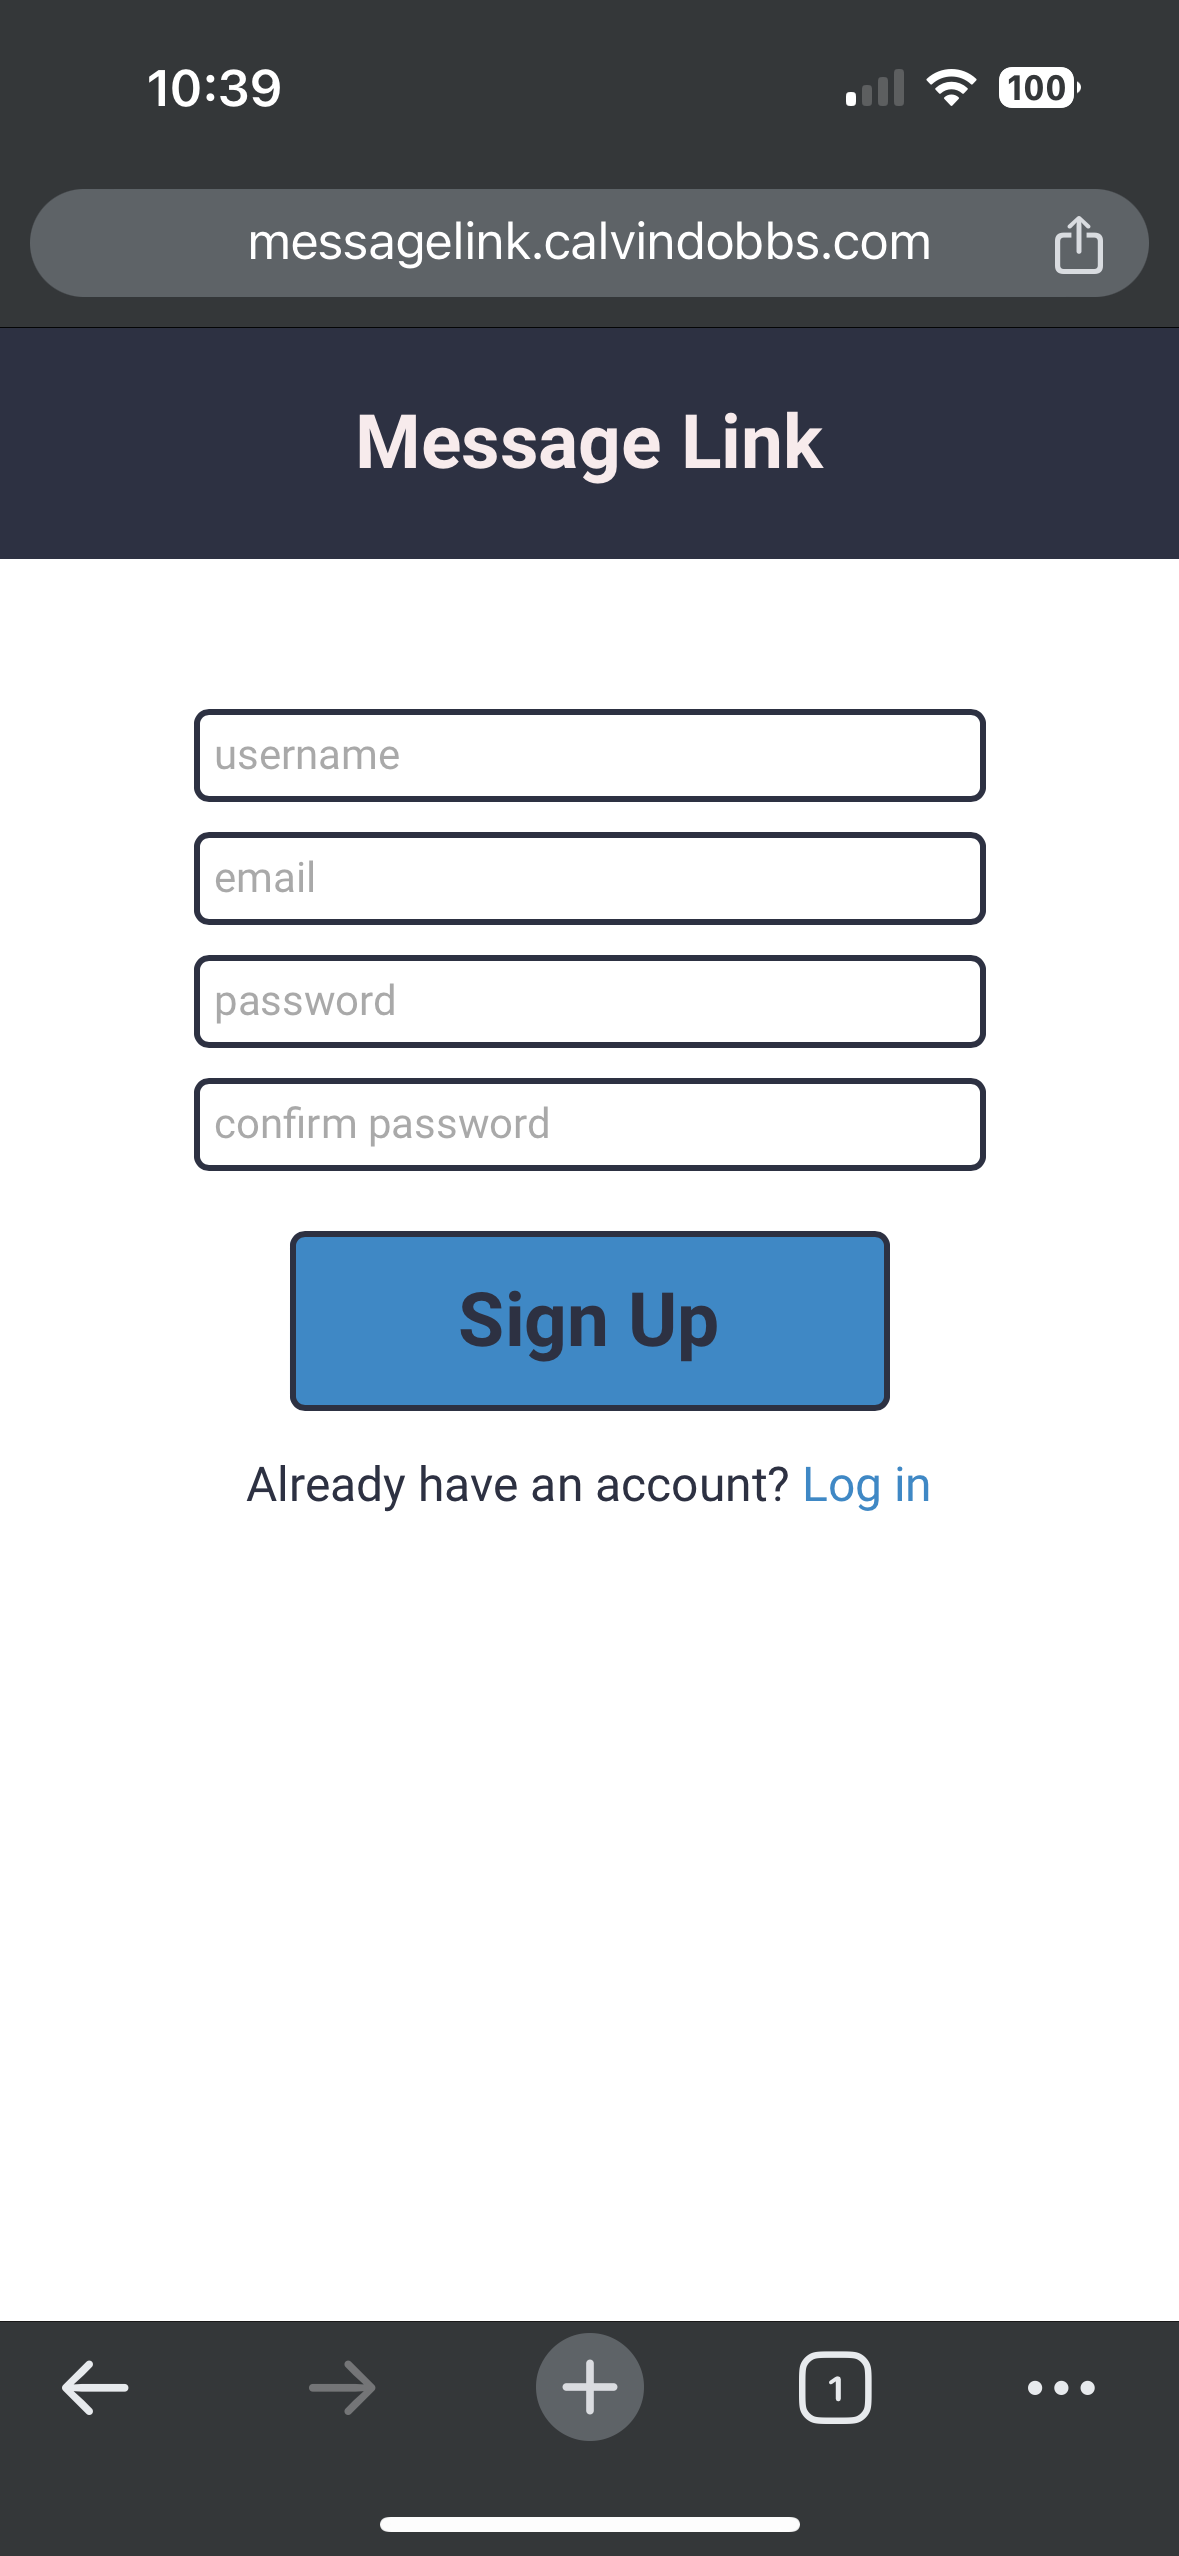 10:39
100
messagelink.calvindobbs.com
Message Link
username
email
password
confirm password
Sign Up
Already have an account? Log in
1